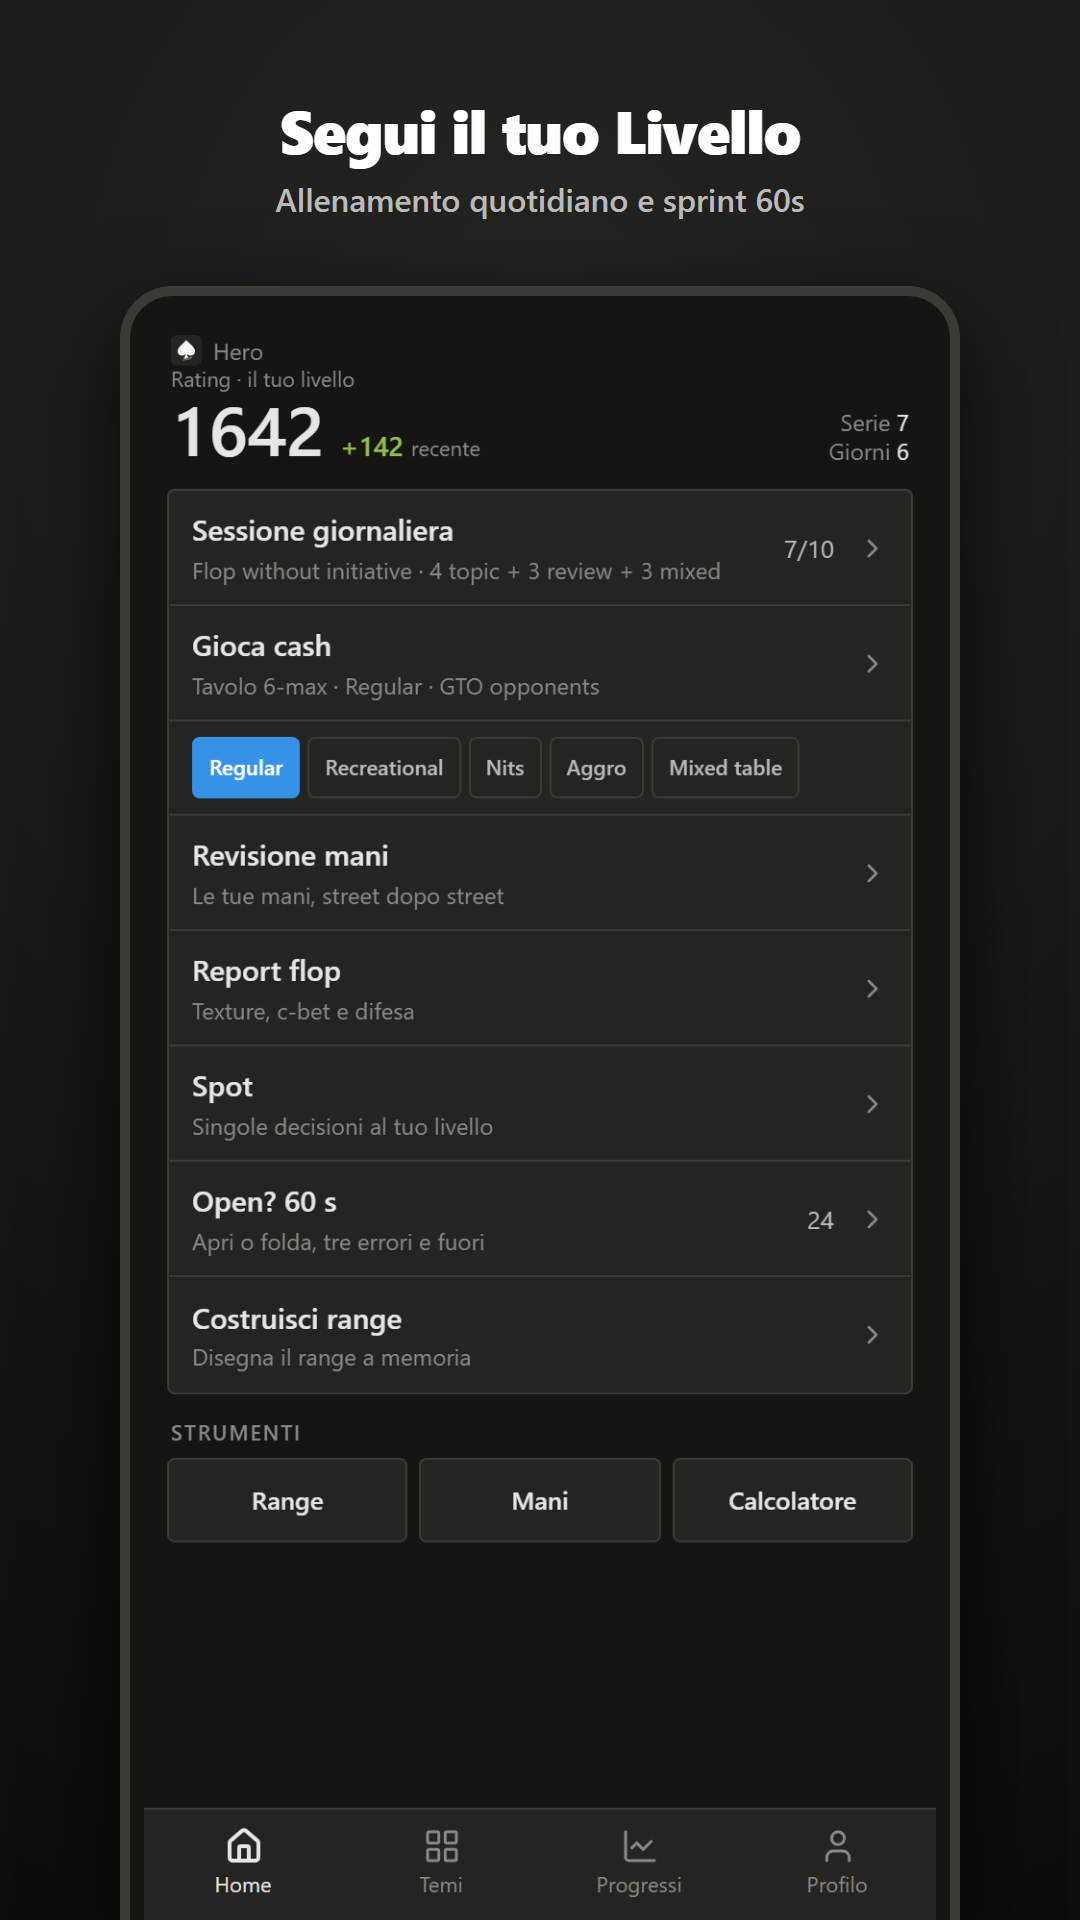 Segui il tuo Livello
Allenamento quotidiano e sprint 60s
Hero
Rating · il tuo livello
1642 +142 recente
Serie 7
Giorni 6
Sessione giornaliera
Flop without initiative · 4 topic + 3 review + 3 mixed
7/10
Gioca cash
Tavolo 6-max · Regular · GTO opponents
Regular Recreational Nits Aggro Mixed table
Revisione mani
Le tue mani, street dopo street
Report flop
Texture, c-bet e difesa
Spot
Singole decisioni al tuo livello
Open? 60 s
Apri o folda, tre errori e fuori
24
Costruisci range
Disegna il range a memoria
STRUMENTI
Range Mani Calcolatore
Home Temi Progressi Profilo